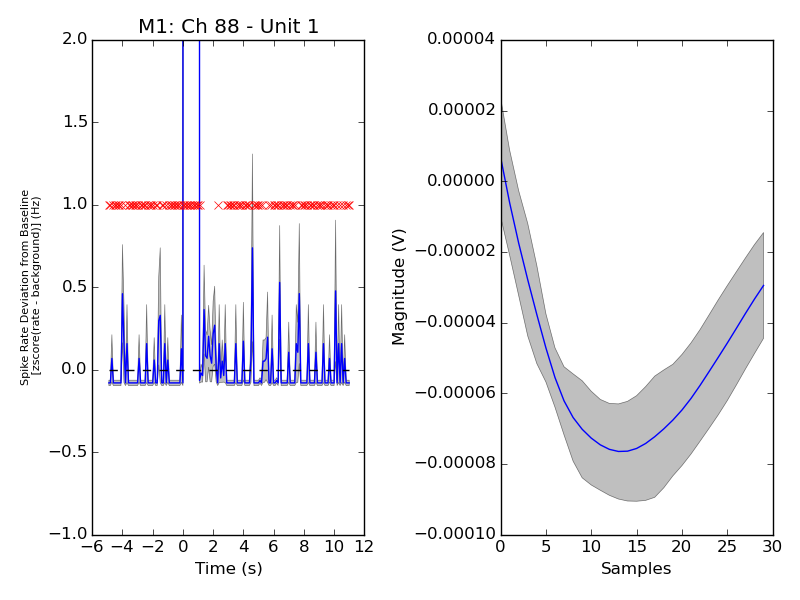 M1: Ch 88 - Unit 1
2.0
1.5
1.0
0.5
0.0
−0.5
−1.0
−6 −4 −2 0 2 4 6 8 10 12
Time (s)
Spike Rate Deviation from Baseline
[zscore(rate - background)] (Hz)
0.00004
0.00002
0.00000
−0.00002
−0.00004
−0.00006
−0.00008
−0.00010
0 5 10 15 20 25 30
Samples
Magnitude (V)